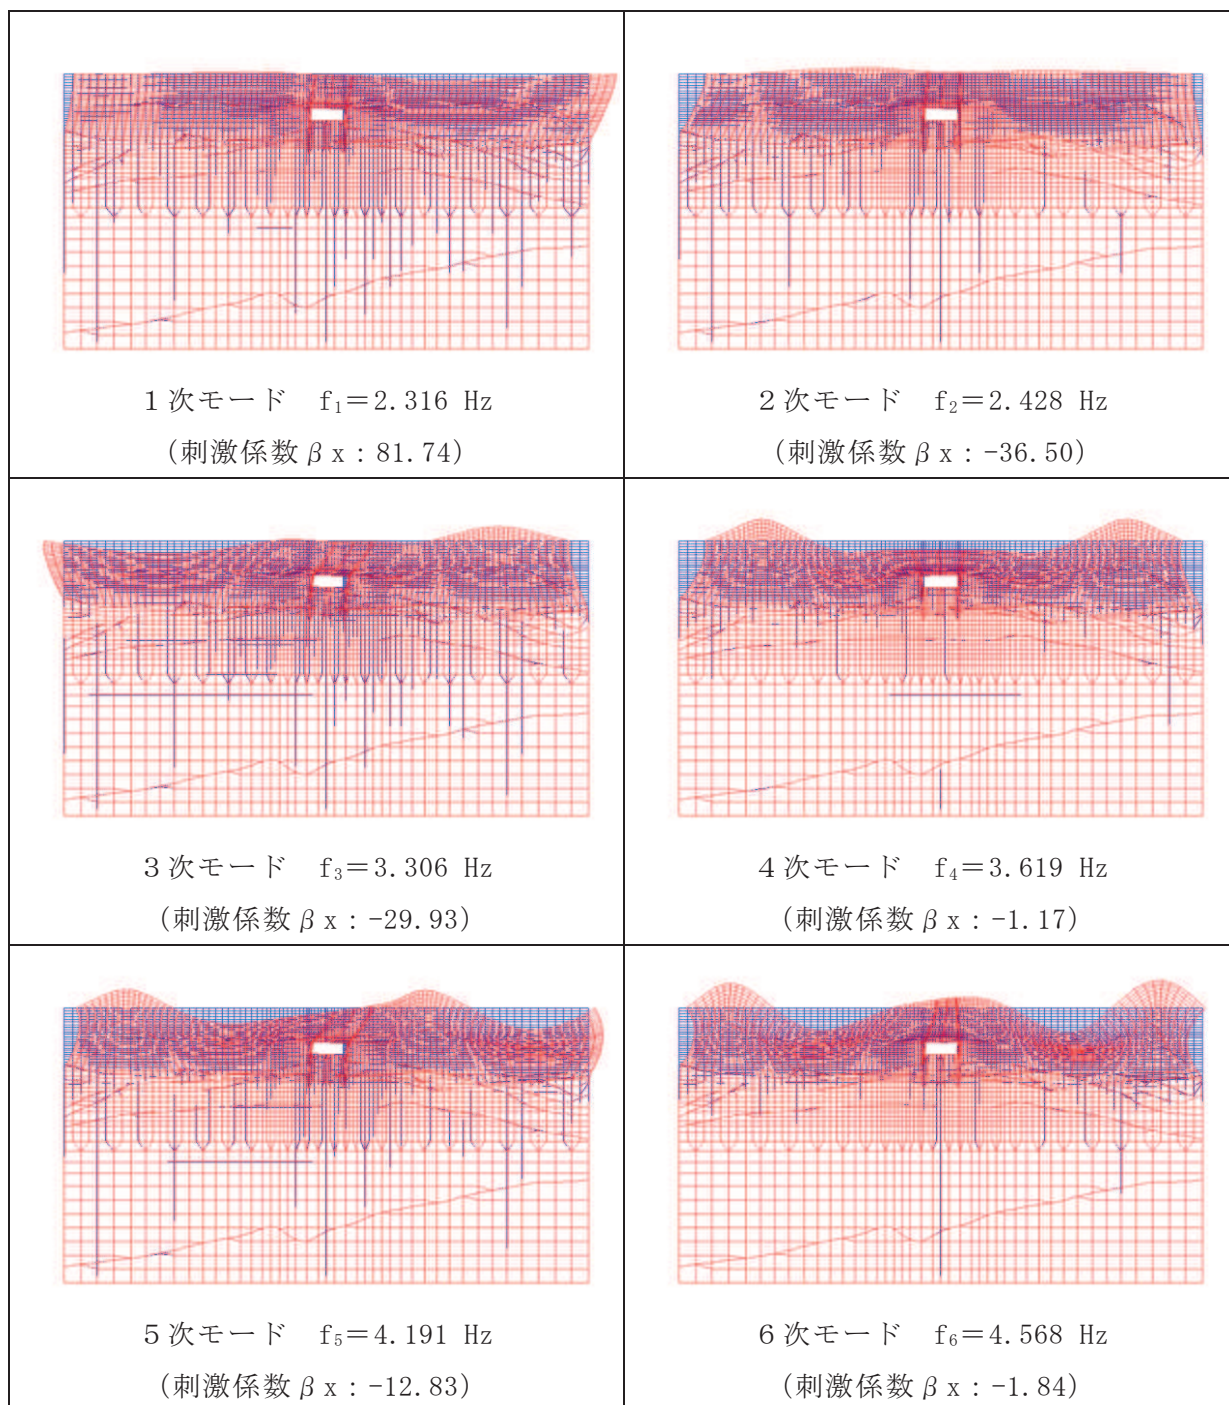 1次モード f₁=2.316 Hz
(刺激係数βx:81.74)
2次モード f₂=2.428 Hz
(刺激係数βx:-36.50)
3次モード f₃=3.306 Hz
(刺激係数βx:-29.93)
4次モード f₄=3.619 Hz
(刺激係数βx:-1.17)
5次モード f₅=4.191 Hz
(刺激係数βx:-12.83)
6次モード f₆=4.568 Hz
(刺激係数βx:-1.84)